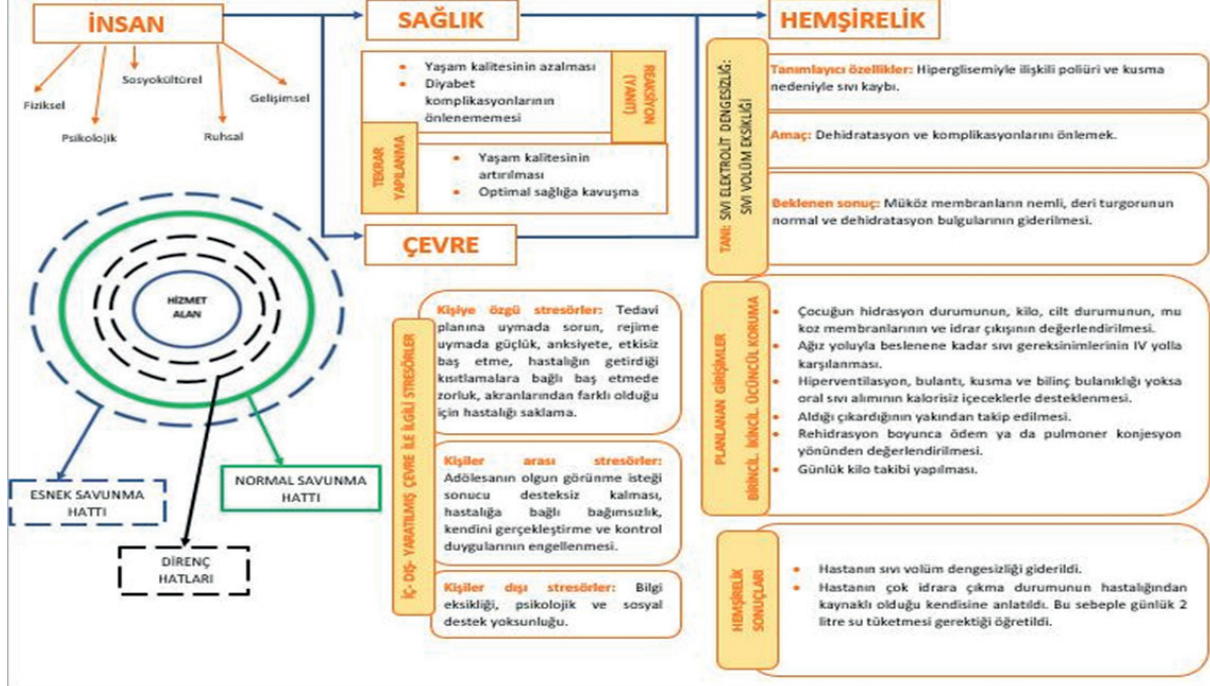 İNSAN
Fiziksel
Psikolojik
Sosyokültürel
Ruhsal
Gelişimsel
HİZMET
ALAN
ESNEK SAVUNMA
HATTI
NORMAL SAVUNMA
HATTI
DİRENÇ
HATLARI
SAĞLIK
Yaşam kalitesinin azalması
Diyabet
komplikasyonlarının
önlenememesi
REAKSİYON
(YANIT)
TEKRAR
YAPILANMA
Yaşam kalitesinin
artırılması
Optimal sağlığa kavuşma
ÇEVRE
İÇ- DIŞ- YARATILMIŞ ÇEVRE İLE İLGİLİ STRESÖRLER
Kişiye özgü stresörler: Tedavi
planına uymada sorun, rejime
uymada güçlük, anksiyete, etkisiz
baş etme, hastalığın getirdiği
kısıtlamalara bağlı baş etmede
zorluk, akranlarından farklı olduğu
için hastalığı saklama.
Kişiler arası stresörler:
Adölesanın olgun görünme isteği
sonucu desteksiz kalması,
hastalığa bağlı bağımsızlık,
kendini gerçekleştirme ve kontrol
duygularının engellenmesi.
Kişiler dışı stresörler: Bilgi
eksikliği, psikolojik ve sosyal
destek yoksunluğu.
HEMŞİRELİK
TANI: SIVI ELEKTROLİT DENGESİZLİĞİ:
SIVI VOLÜM EKSİKLİĞİ
Tanımlayıcı özellikler: Hiperglisemiyle ilişkili poliüri ve kusma
nedeniyle sıvı kaybı.
Amaç: Dehidratasyon ve komplikasyonlarını önlemek.
Beklenen sonuç: Müköz membranların nemli, deri turgorunun
normal ve dehidratasyon bulgularının giderilmesi.
PLANLANAN GİRİŞİMLER
BİRİNCİL. İKİNCİL. ÜÇÜNCÜL KORUMA
Çocuğun hidrasyon durumunun, kilo, cilt durumunun, mu
koz membranlarının ve idrar çıkışının değerlendirilmesi.
Ağız yoluyla beslenene kadar sıvı gereksinimlerinin IV yolla
karşılanması.
Hiperventilasyon, bulantı, kusma ve bilinç bulanıklığı yoksa
oral sıvı alımının kalorisiz içeceklerle desteklenmesi.
Aldığı çıkardığının yakından takip edilmesi.
Rehidrasyon boyunca ödem ya da pulmoner konjesyon
yönünden değerlendirilmesi.
Günlük kilo takibi yapılması.
HEMŞİRELİK
SONUÇLARI
Hastanın sıvı volüm dengesizliği giderildi.
Hastanın çok idrara çıkma durumunun hastalığından
kaynaklı olduğu kendisine anlatıldı. Bu sebeple günlük 2
litre su tüketmesi gerektiği öğretildi.